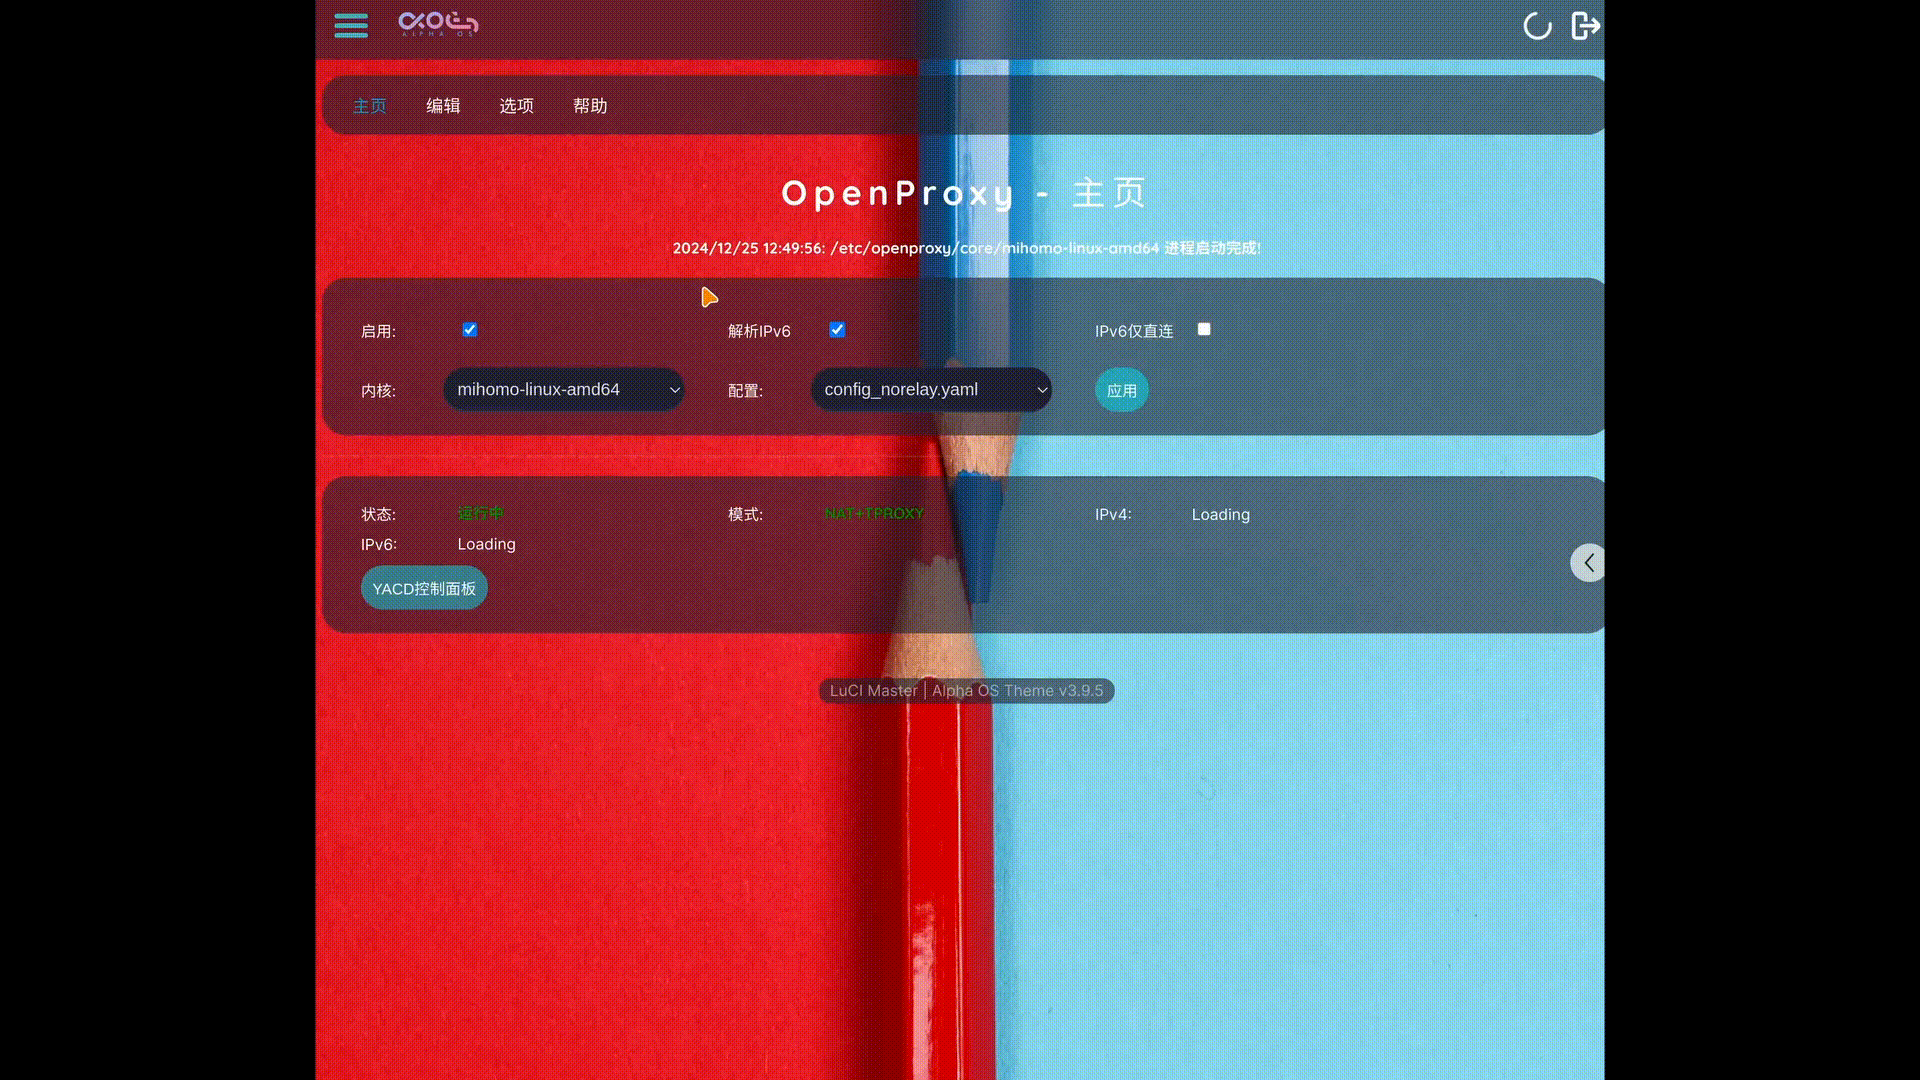 ALPHA OS
主页 编辑 选项 帮助
OpenProxy - 主页
2024/12/25 12:49:56: /etc/openproxy/core/mihomo-linux-amd64 进程启动完成!
启用: 解析IPv6 IPv6仅直连
内核: mihomo-linux-amd64 配置: config_norelay.yaml 应用
状态: 运行中 模式: NAT+TPROXY IPv4: Loading
IPv6: Loading
YACD控制面板
LuCI Master | Alpha OS Theme v3.9.5